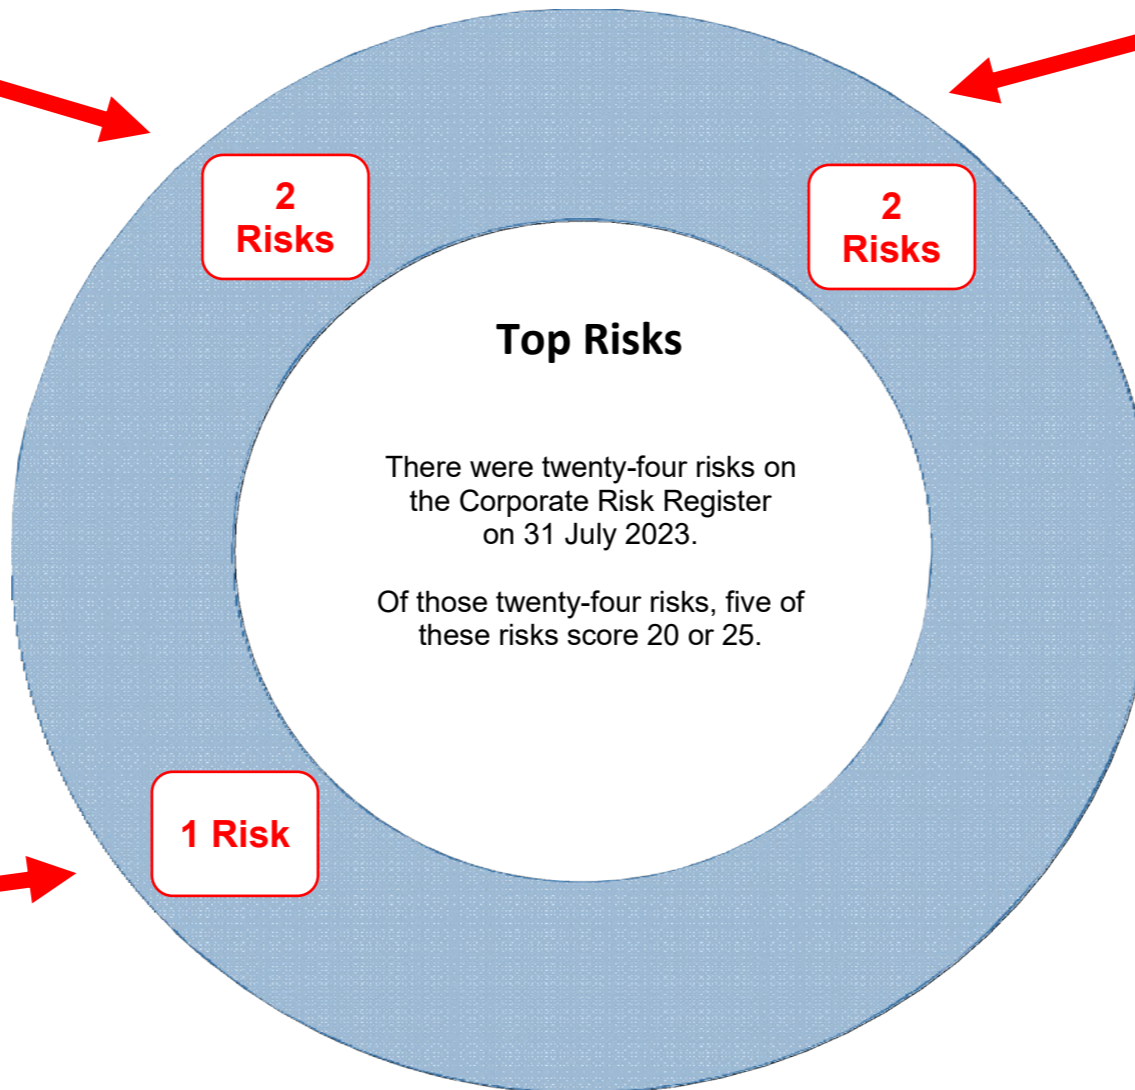 2
Risks
2
Risks
Top Risks
There were twenty-four risks on
the Corporate Risk Register
on 31 July 2023.
Of those twenty-four risks, five of
these risks score 20 or 25.
1 Risk